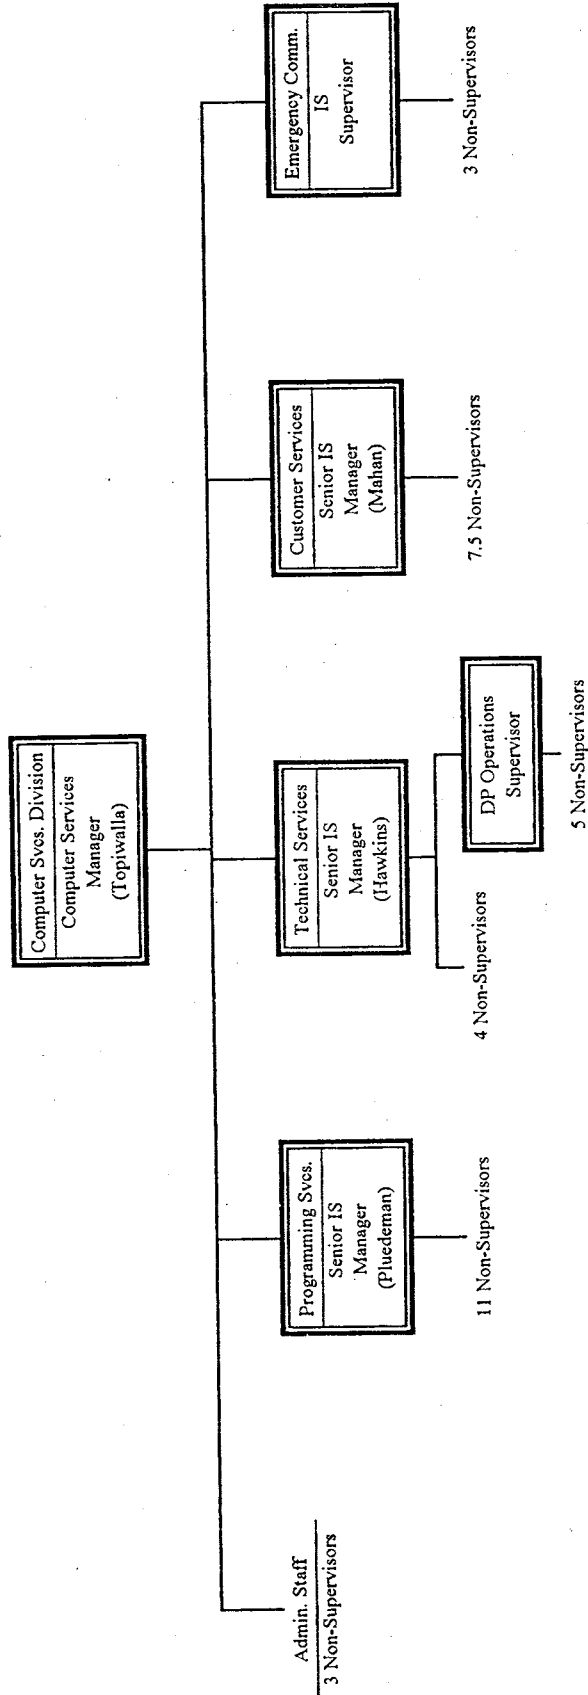 Computer Svcs. Division
Computer Services
Manager
(Topiwalla)
Admin. Staff
3 Non-Supervisors
Programming Svcs.
Senior IS
Manager
(Pluedeman)
11 Non-Supervisors
Technical Services
Senior IS
Manager
(Hawkins)
4 Non-Supervisors
DP Operations
Supervisor
5 Non-Supervisors
Customer Services
Senior IS
Manager
(Mahan)
7.5 Non-Supervisors
Emergency Comm.
IS
Supervisor
3 Non-Supervisors